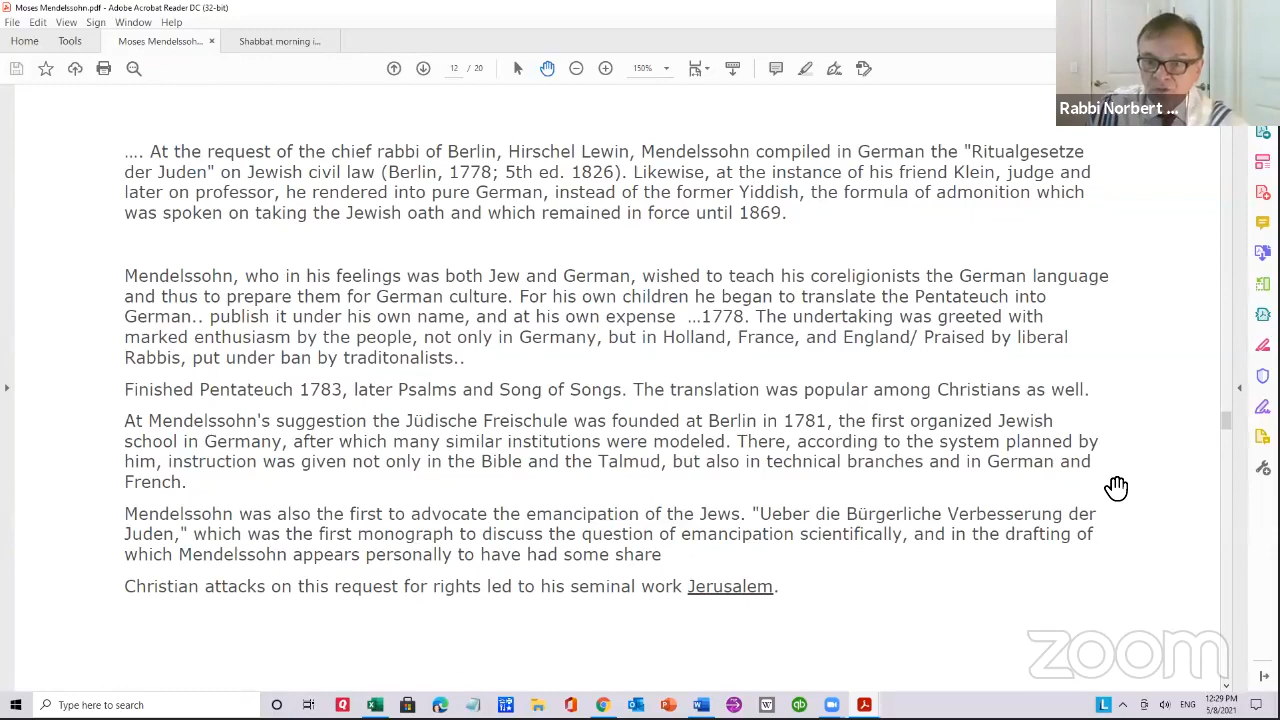 Moses Mendelssohn.pdf - Adobe Acrobat Reader DC (32-bit)
File Edit View Sign Window Help
Home Tools Moses Mendelssoh... × Shabbat morning i...
12 / 20 150%
Rabbi Norbert ...
.... At the request of the chief rabbi of Berlin, Hirschel Lewin, Mendelssohn compiled in German the "Ritualgesetze
der Juden" on Jewish civil law (Berlin, 1778; 5th ed. 1826). Likewise, at the instance of his friend Klein, judge and
later on professor, he rendered into pure German, instead of the former Yiddish, the formula of admonition which
was spoken on taking the Jewish oath and which remained in force until 1869.
Mendelssohn, who in his feelings was both Jew and German, wished to teach his coreligionists the German language
and thus to prepare them for German culture. For his own children he began to translate the Pentateuch into
German.. publish it under his own name, and at his own expense ...1778. The undertaking was greeted with
marked enthusiasm by the people, not only in Germany, but in Holland, France, and England/ Praised by liberal
Rabbis, put under ban by traditonalists..
Finished Pentateuch 1783, later Psalms and Song of Songs. The translation was popular among Christians as well.
At Mendelssohn's suggestion the Jüdische Freischule was founded at Berlin in 1781, the first organized Jewish
school in Germany, after which many similar institutions were modeled. There, according to the system planned by
him, instruction was given not only in the Bible and the Talmud, but also in technical branches and in German and
French.
Mendelssohn was also the first to advocate the emancipation of the Jews. "Ueber die Bürgerliche Verbesserung der
Juden," which was the first monograph to discuss the question of emancipation scientifically, and in the drafting of
which Mendelssohn appears personally to have had some share
Christian attacks on this request for rights led to his seminal work Jerusalem.
zoom
Type here to search
ENG
12:29 PM
5/8/2021